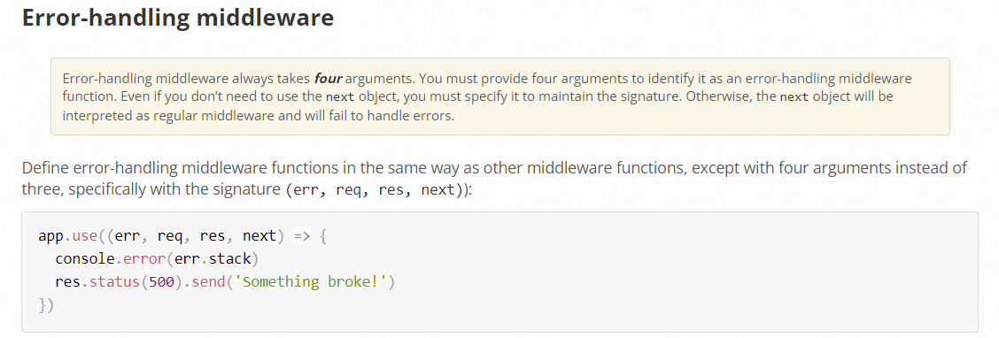 Error-handling middleware
Error-handling middleware always takes four arguments. You must provide four arguments to identify it as an error-handling middleware
function. Even if you don’t need to use the next object, you must specify it to maintain the signature. Otherwise, the next object will be
interpreted as regular middleware and will fail to handle errors.
Define error-handling middleware functions in the same way as other middleware functions, except with four arguments instead of
three, specifically with the signature (err, req, res, next)):
app.use((err, req, res, next) => {
  console.error(err.stack)
  res.status(500).send('Something broke!')
})